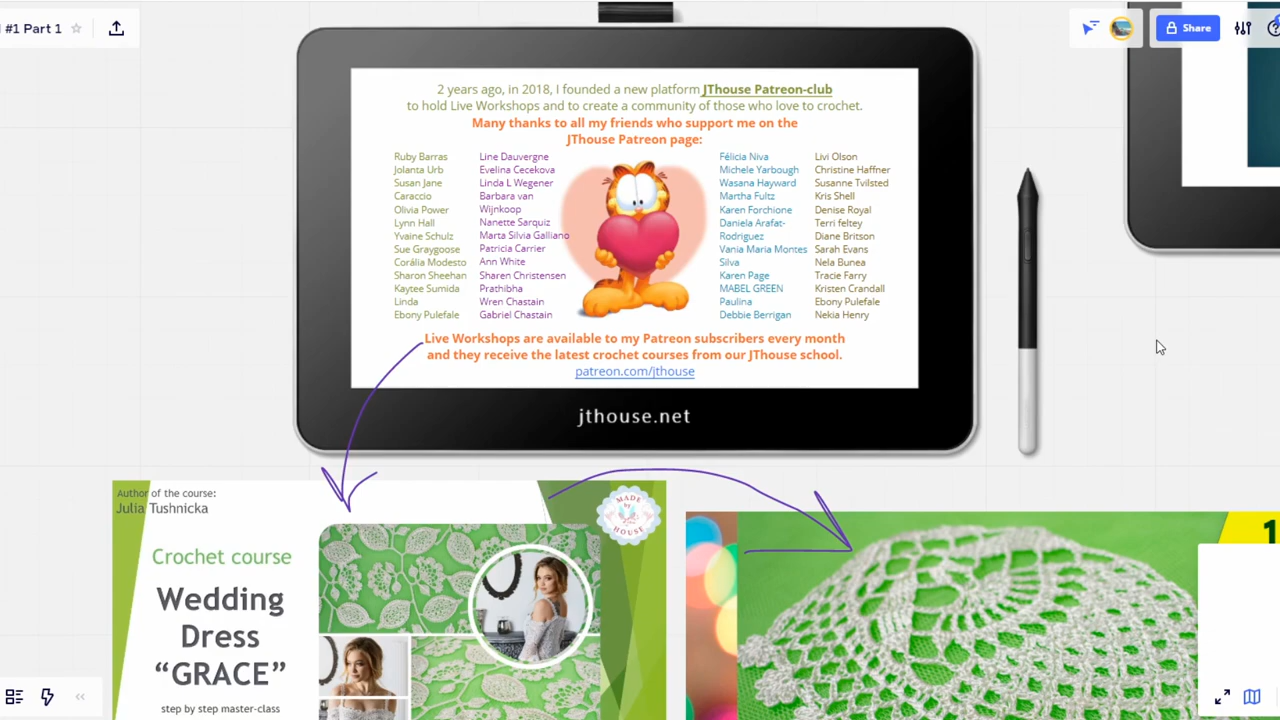 #1 Part 1
Share
2 years ago, in 2018, I founded a new platform JThouse Patreon-club
to hold Live Workshops and to create a community of those who love to crochet.
Many thanks to all my friends who support me on the
JThouse Patreon page:
Ruby Barras
Jolanta Urb
Susan Jane
Caraccio
Olivia Power
Lynn Hall
Yvaine Schulz
Sue Graygoose
Corália Modesto
Sharon Sheehan
Kaytee Sumida
Linda
Ebony Pulefale
Line Dauvergne
Evelina Cecekova
Linda L Wegener
Barbara van
Wijnkoop
Nanette Sarquiz
Marta Silvia Galliano
Patricia Carrier
Ann White
Sharen Christensen
Prathibha
Wren Chastain
Gabriel Chastain
Félicia Niva
Michele Yarbough
Wasana Hayward
Martha Fultz
Karen Forchione
Daniela Arafat-
Rodriguez
Vania Maria Montes
Silva
Karen Page
MABEL GREEN
Paulina
Debbie Berrigan
Livi Olson
Christine Haffner
Susanne Tvilsted
Kris Shell
Denise Royal
Terri feltey
Diane Britson
Sarah Evans
Nela Bunea
Tracie Farry
Kristen Crandall
Ebony Pulefale
Nekia Henry
Live Workshops are available to my Patreon subscribers every month
and they receive the latest crochet courses from our JThouse school.
patreon.com/jthouse
jthouse.net
Author of the course:
Julia Tushnicka
MADE
by
HOUSE
Crochet course
Wedding
Dress
“GRACE”
step by step master-class
1